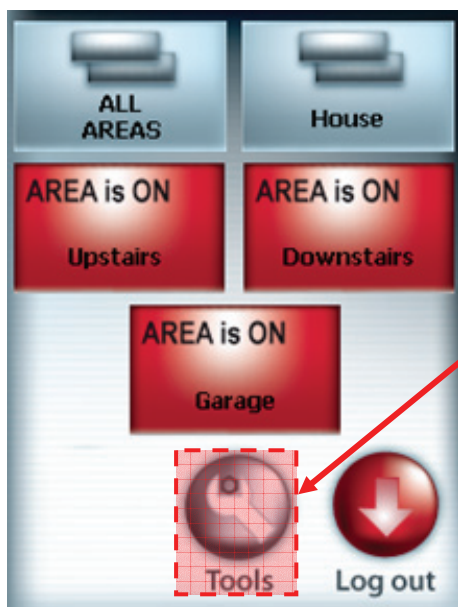 ALL
AREAS
House
AREA is ON
Upstairs
AREA is ON
Downstairs
AREA is ON
Garage
Tools
Log out